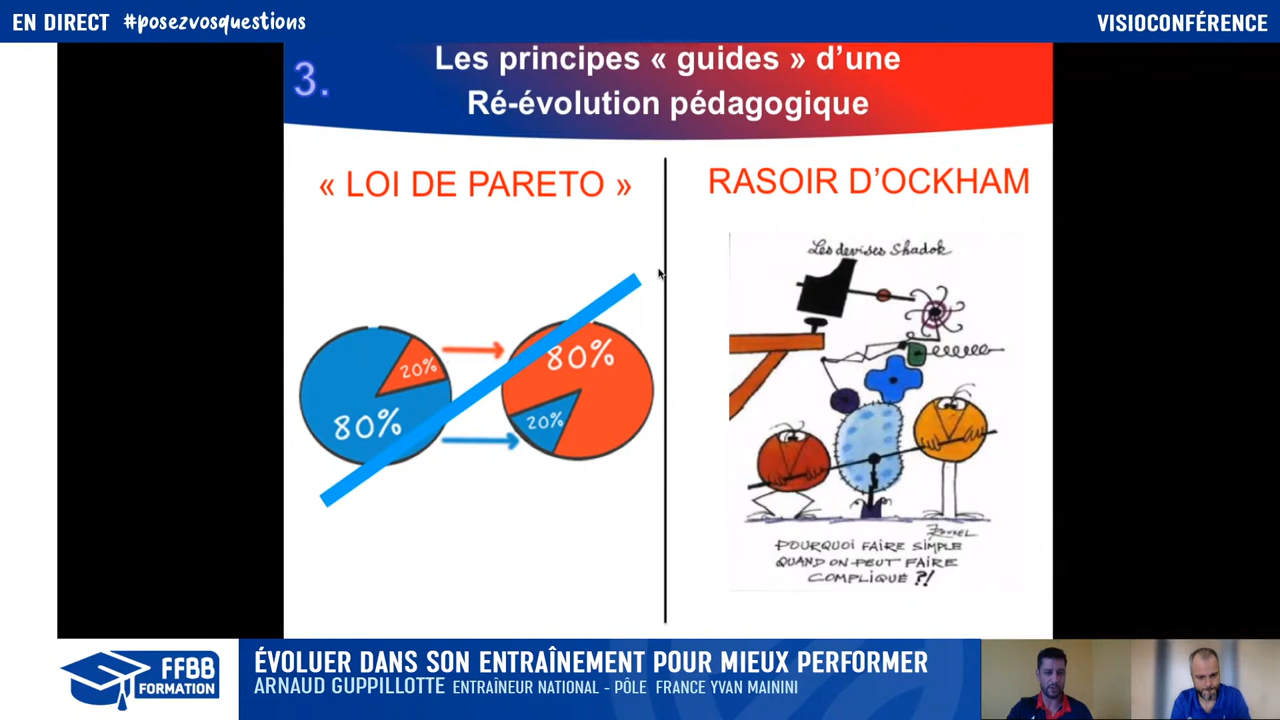 EN DIRECT #posezvosquestions
VISIOCONFÉRENCE
3.
Les principes « guides » d’une
Ré-évolution pédagogique
« LOI DE PARETO »
RASOIR D’OCKHAM
20%
80%
80%
20%
Les devises Shadok
ROUXEL
POURQUOI FAIRE SIMPLE
QUAND ON PEUT FAIRE
COMPLIQUÉ ?!
FFBB
FORMATION
ÉVOLUER DANS SON ENTRAÎNEMENT POUR MIEUX PERFORMER
ARNAUD GUPPILLOTTE ENTRAÎNEUR NATIONAL - PÔLE FRANCE YVAN MAININI